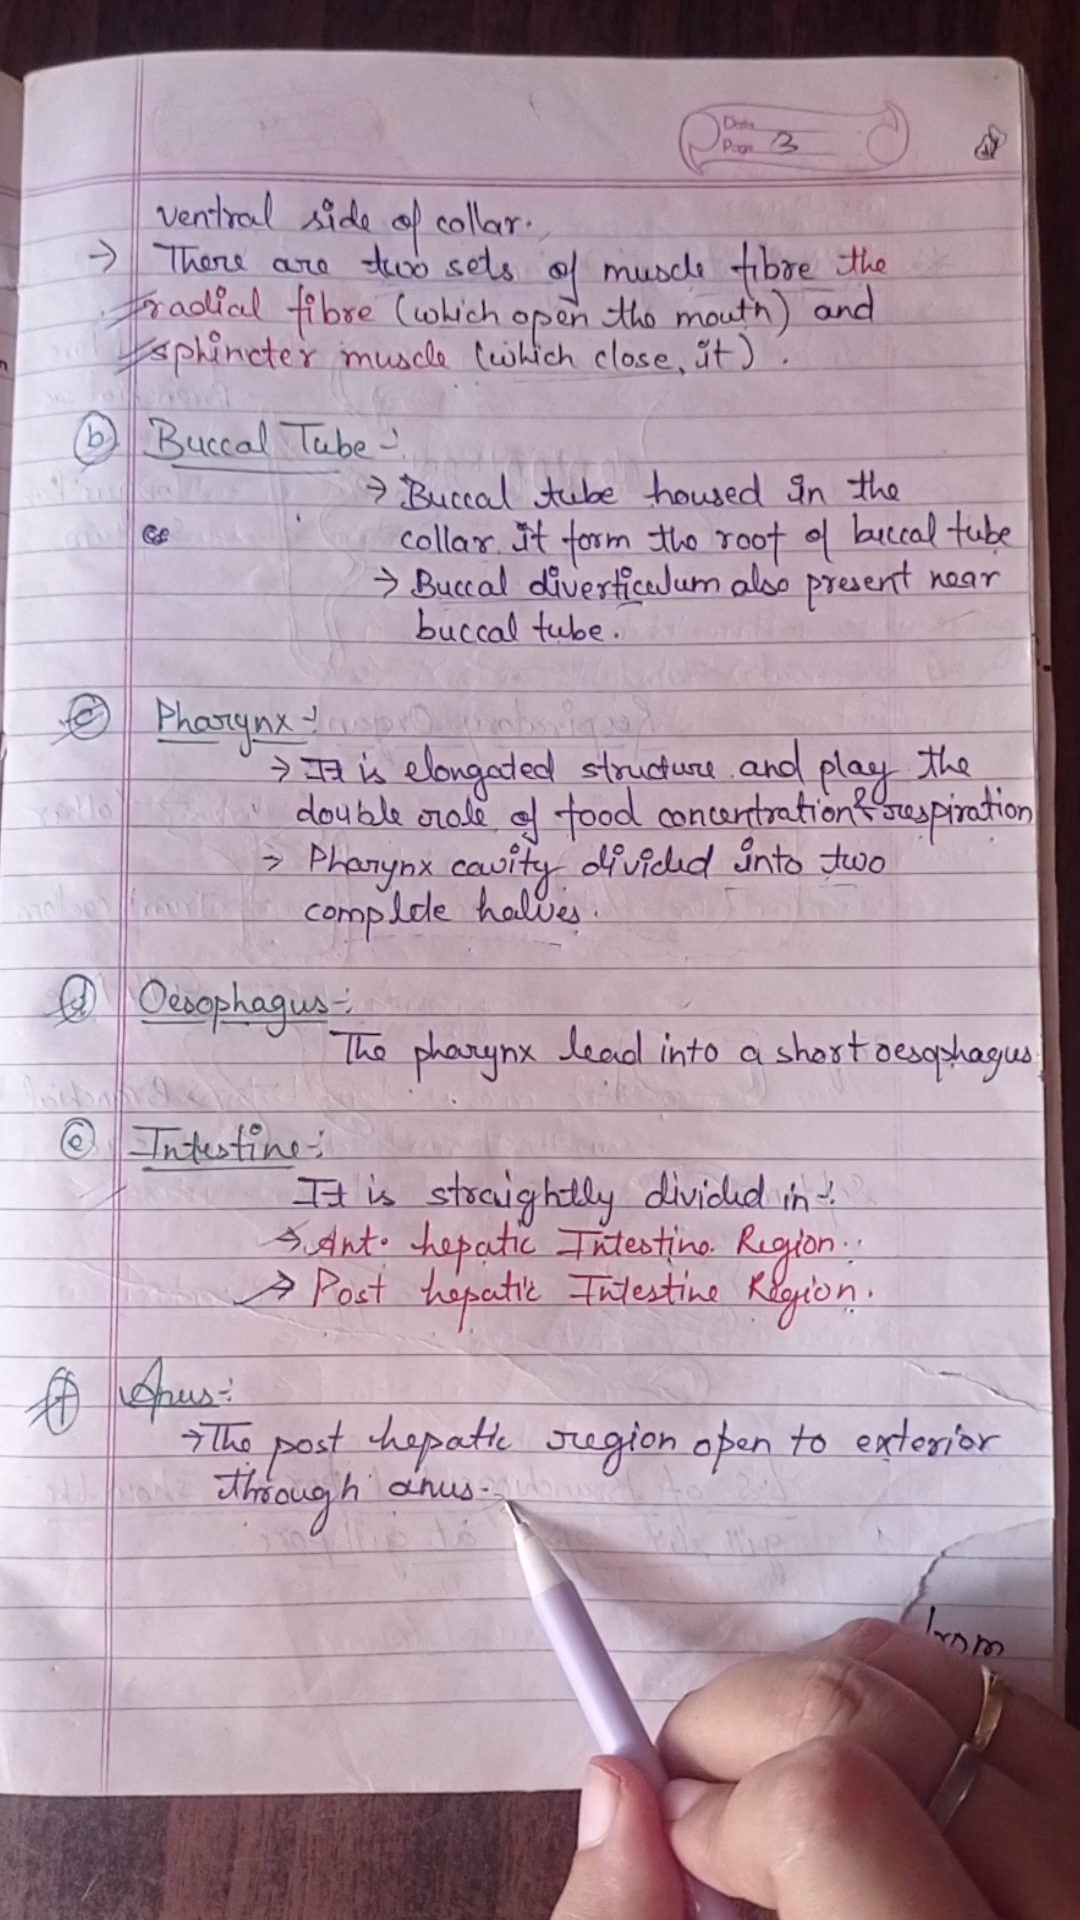 Date
Page 3
ventral side of collar.
→ There are two sets of muscle fibre the
radial fibre (which open the mouth) and
sphincter muscle (which close it).
(b) Buccal Tube :-
→ Buccal tube housed in the
collar it form the root of buccal tube
→ Buccal diverticulum also present near
buccal tube.
(c) Pharynx :-
→ It is elongated structure and play the
double role of food concentration & respiration
→ Pharynx cavity divided into two
complete halves.
(d) Oesophagus :-
The pharynx lead into a short oesophagus
(e) Intestine :-
It is straightly divided in :-
→ Ant. hepatic Intestine Region.
→ Post hepatic Intestine Region.
(f) Anus :-
→ The post hepatic region open to exterior
through anus.
from